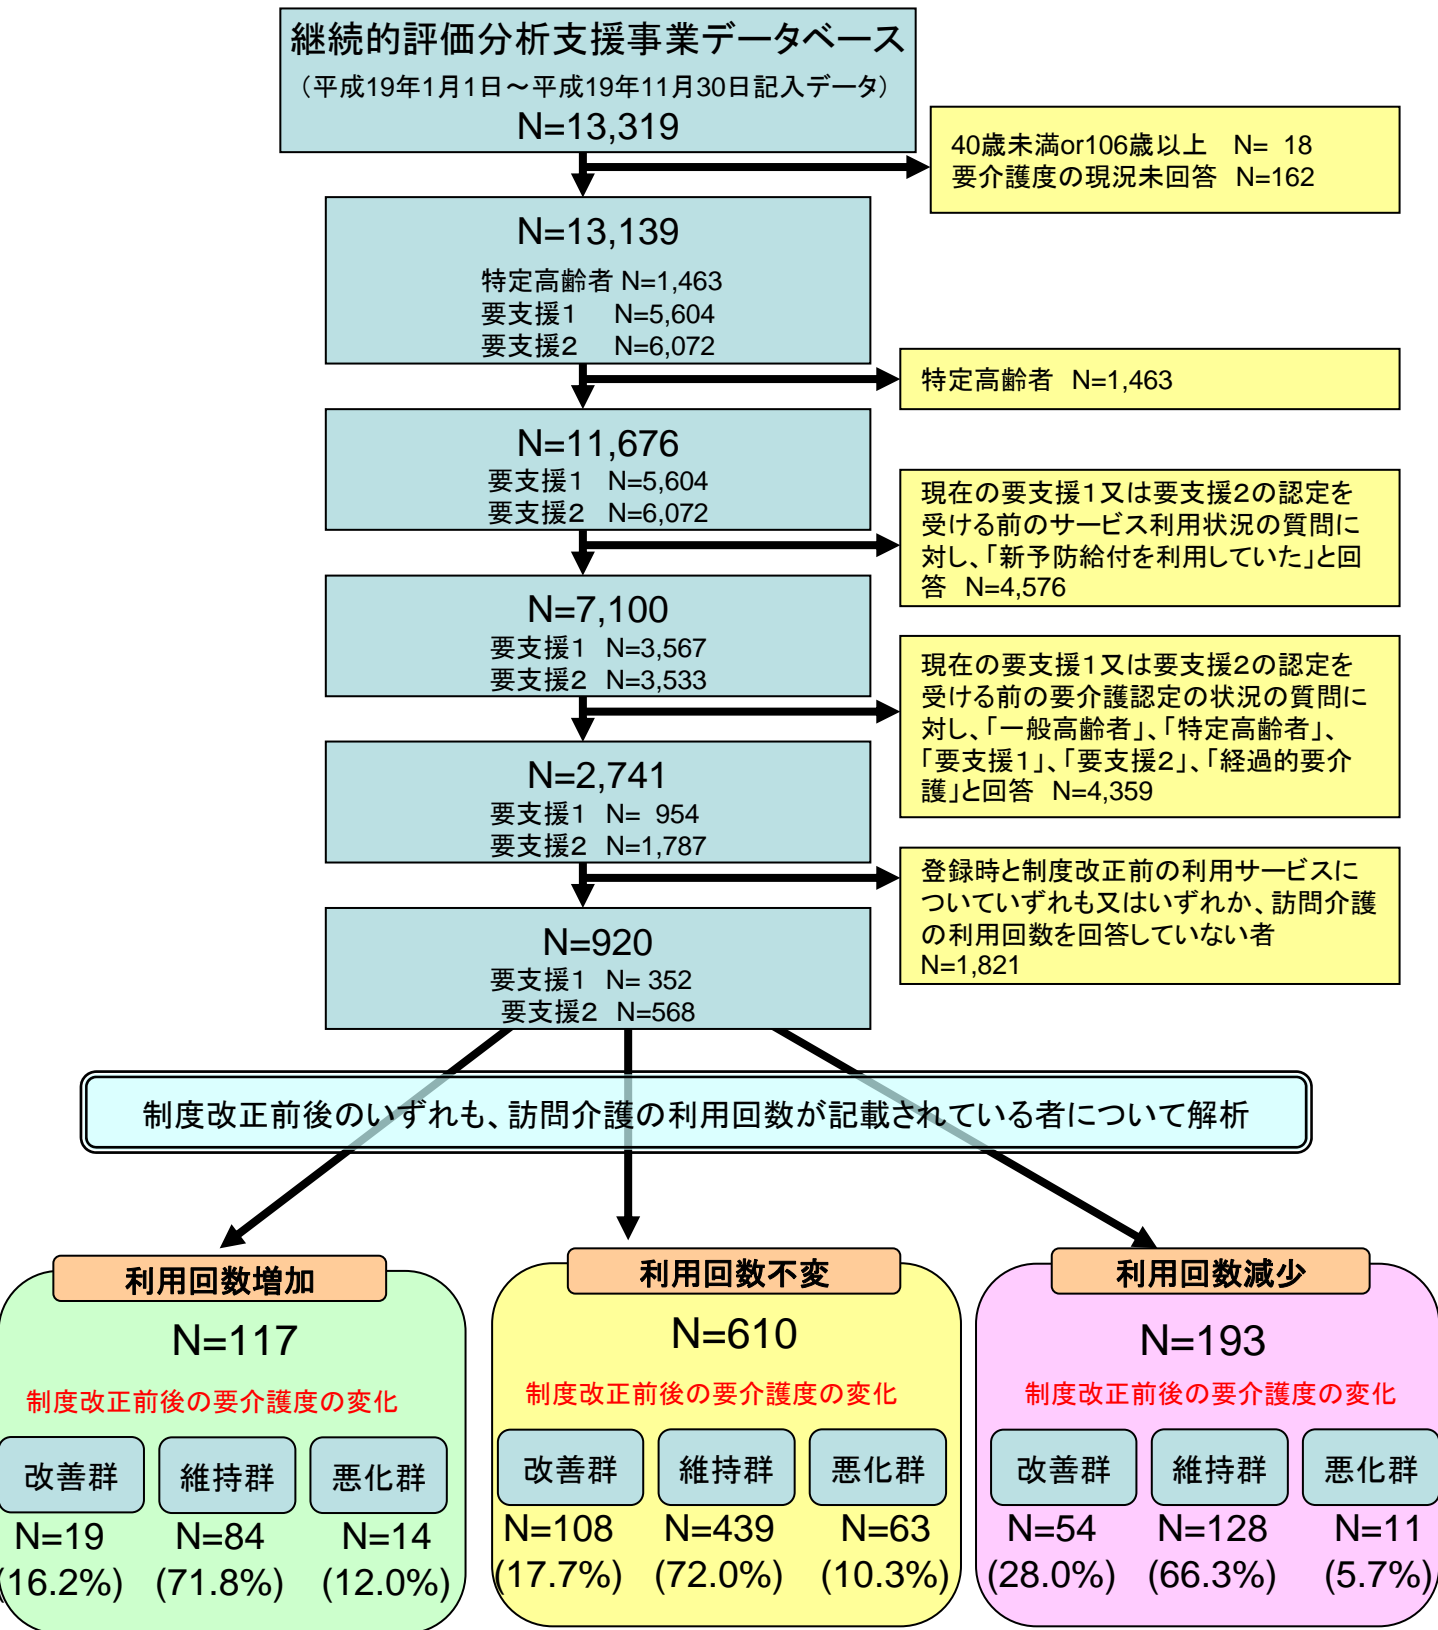 継続的評価分析支援事業データベース
（平成19年1月1日～平成19年11月30日記入データ）
N=13,319
40歳未満or106歳以上　N=  18
要介護度の現況未回答　N=162
N=13,139
特定高齢者 N=1,463
要支援１　 N=5,604
要支援２　 N=6,072
特定高齢者　N=1,463
N=11,676
要支援１　N=5,604
要支援２　N=6,072
現在の要支援１又は要支援２の認定を
受ける前のサービス利用状況の質問に
対し、「新予防給付を利用していた」と回
答　N=4,576
N=7,100
要支援１　N=3,567
要支援２　N=3,533
現在の要支援１又は要支援２の認定を
受ける前の要介護認定の状況の質問に
対し、「一般高齢者」、「特定高齢者」、
「要支援１」、「要支援２」、「経過的要介
護」と回答　N=4,359
N=2,741
要支援１　N=  954
要支援２　N=1,787
登録時と制度改正前の利用サービスに
ついていずれも又はいずれか、訪問介護
の利用回数を回答していない者
N=1,821
N=920
要支援１　N= 352
要支援２　N=568
制度改正前後のいずれも、訪問介護の利用回数が記載されている者について解析
利用回数増加
N=117
制度改正前後の要介護度の変化
改善群　維持群　悪化群
N=19　N=84　N=14
(16.2%)　(71.8%)　(12.0%)
利用回数不変
N=610
制度改正前後の要介護度の変化
改善群　維持群　悪化群
N=108　N=439　N=63
(17.7%)　(72.0%)　(10.3%)
利用回数減少
N=193
制度改正前後の要介護度の変化
改善群　維持群　悪化群
N=54　N=128　N=11
(28.0%)　(66.3%)　(5.7%)